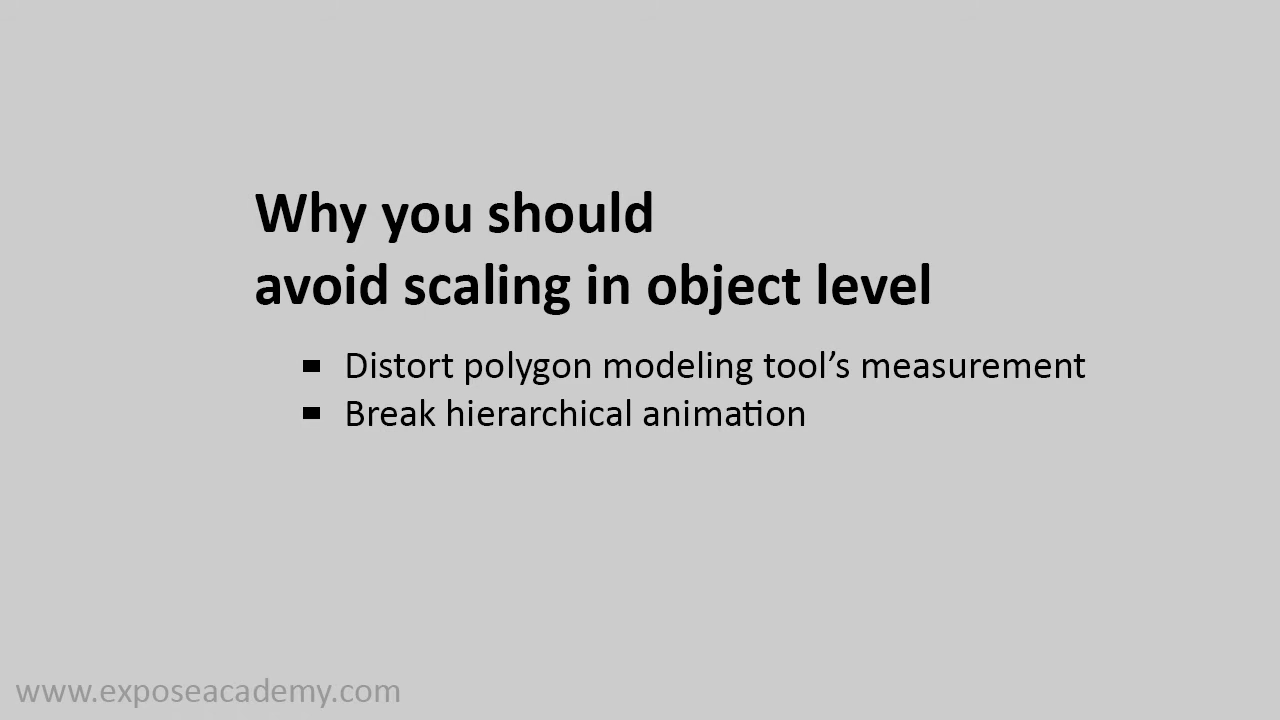 Why you should
avoid scaling in object level
▪ Distort polygon modeling tool’s measurement
▪ Break hierarchical animation
www.exposeacademy.com